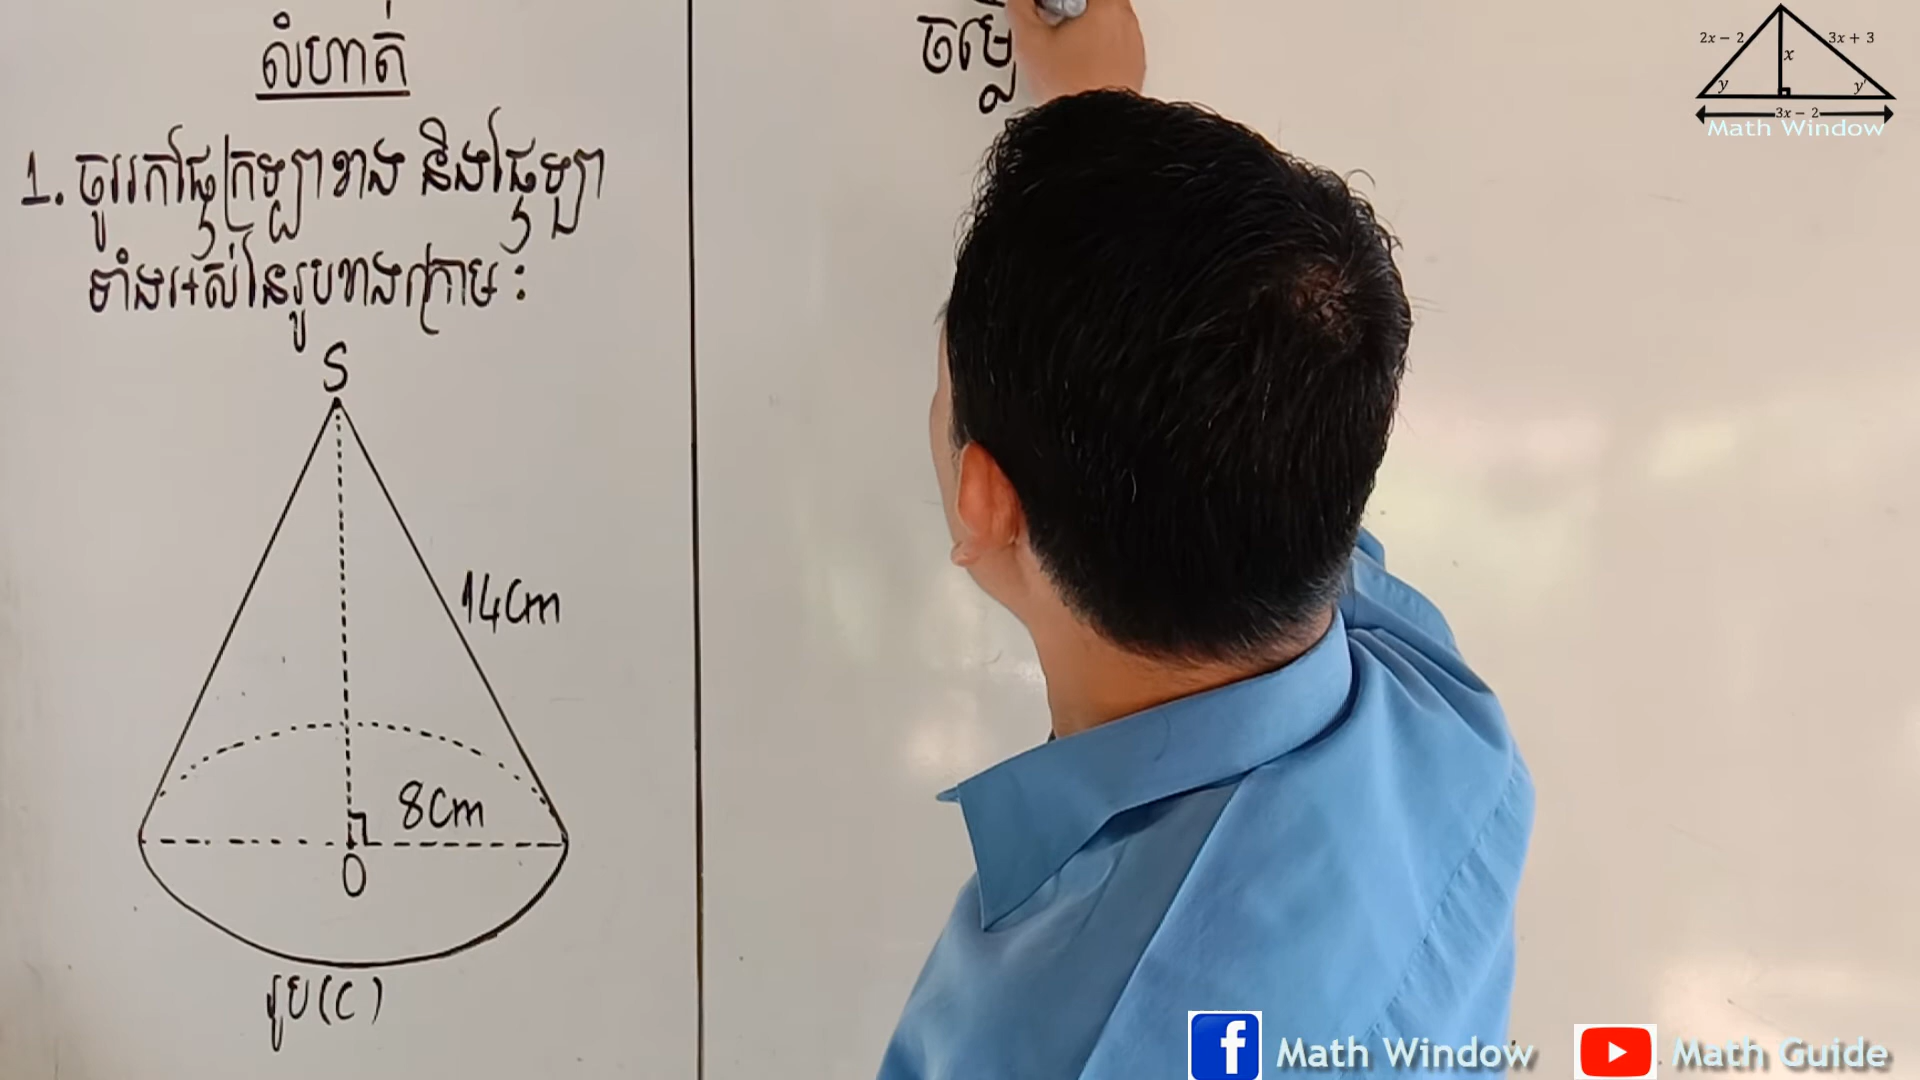 លំហាត់
1. ចូររកផ្ទៃក្រឡាខាង និងផ្ទៃក្រឡា
ទាំងអស់នៃរូបខាងក្រោម :
S
14cm
8cm
O
រូប(C)
2x − 2
3x + 3
x
y
y'
3x − 2
Math Window
Math Window
Math Guide